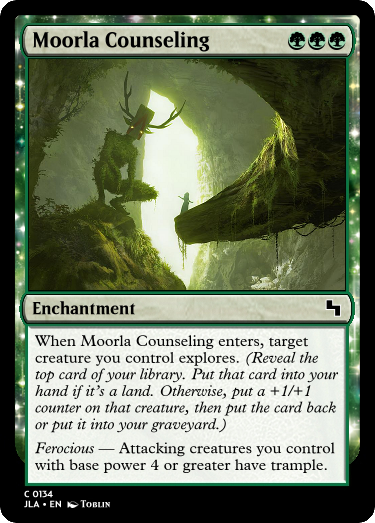 Moorla Counseling
Enchantment
When Moorla Counseling enters, target
creature you control explores. (Reveal the
top card of your library. Put that card into your
hand if it's a land. Otherwise, put a +1/+1
counter on that creature, then put the card back
or put it into your graveyard.)
Ferocious — Attacking creatures you control
with base power 4 or greater have trample.
C 0134
JLA • EN Toblin